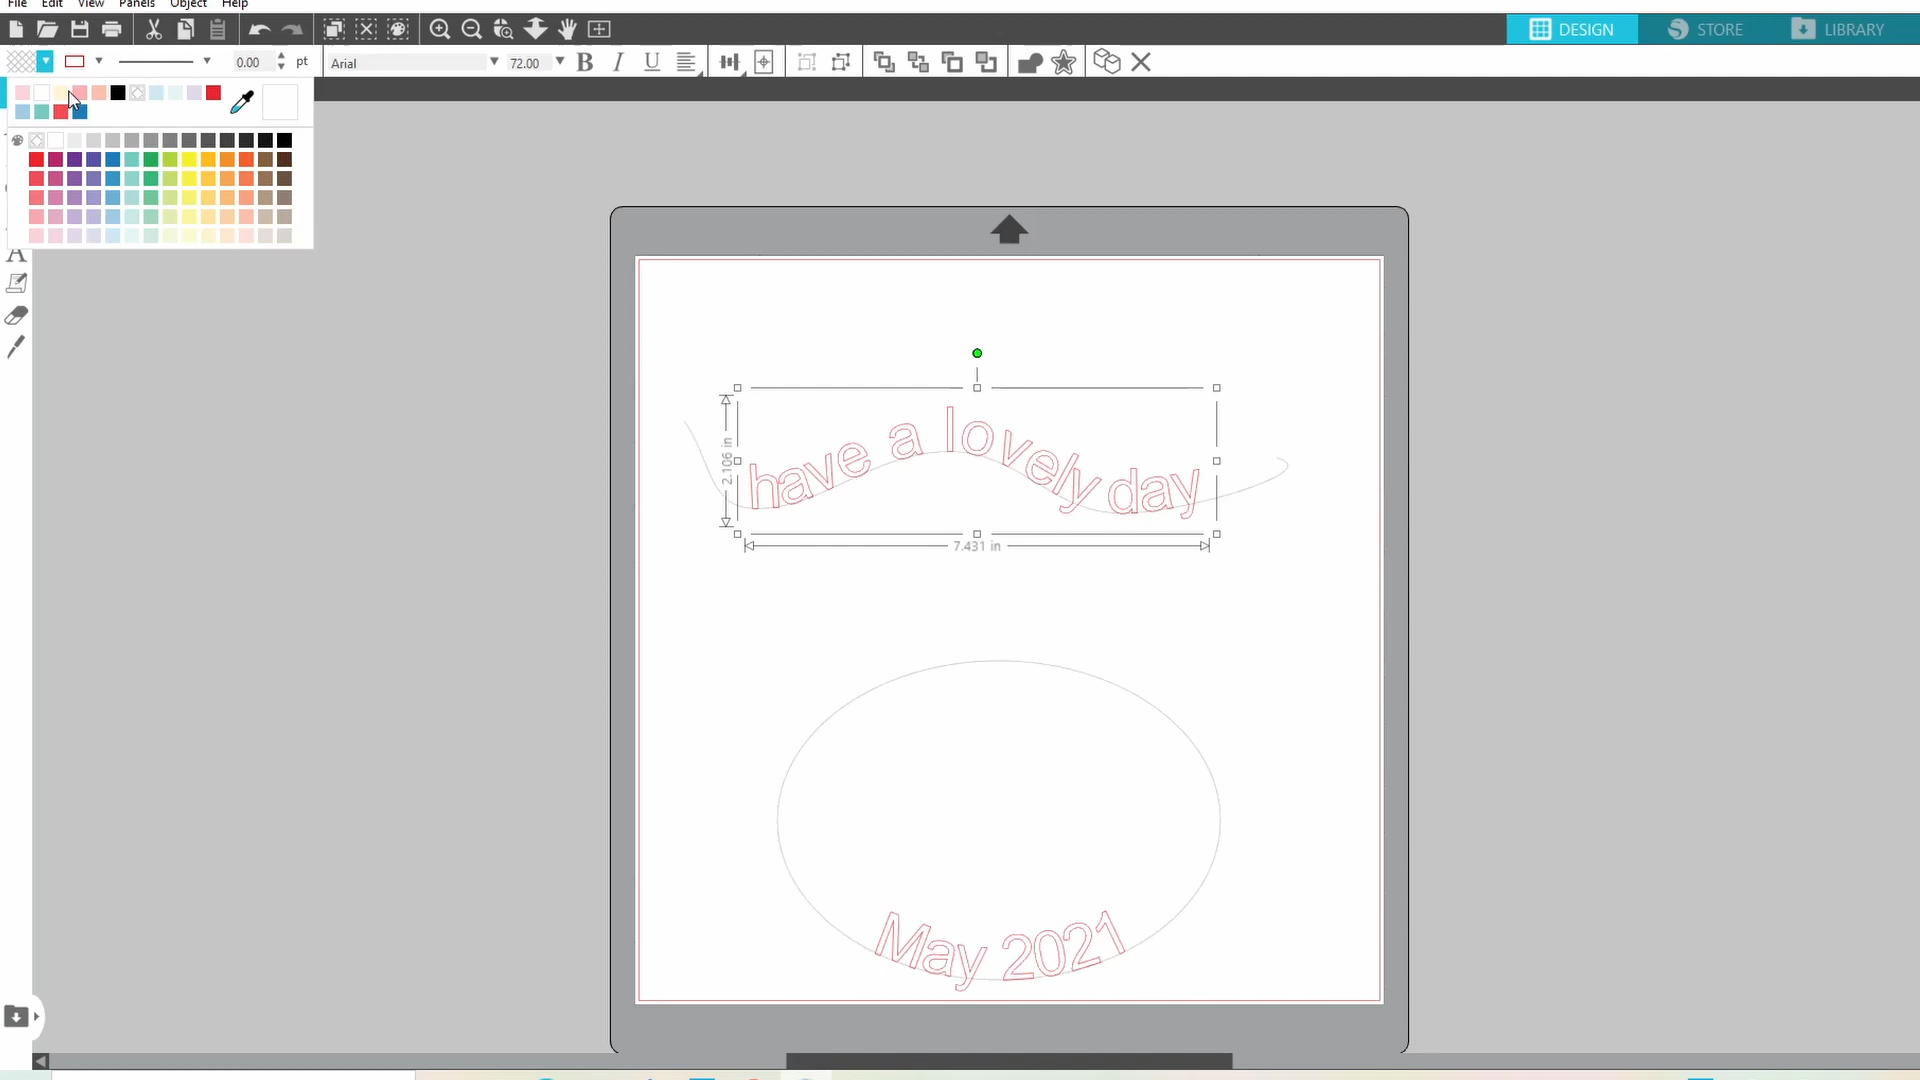 File Edit View Panels Object Help
DESIGN STORE LIBRARY
0.00 pt Arial 72.00 B I U
A
2.106 in
have a lovely day
7.431 in
May 2021